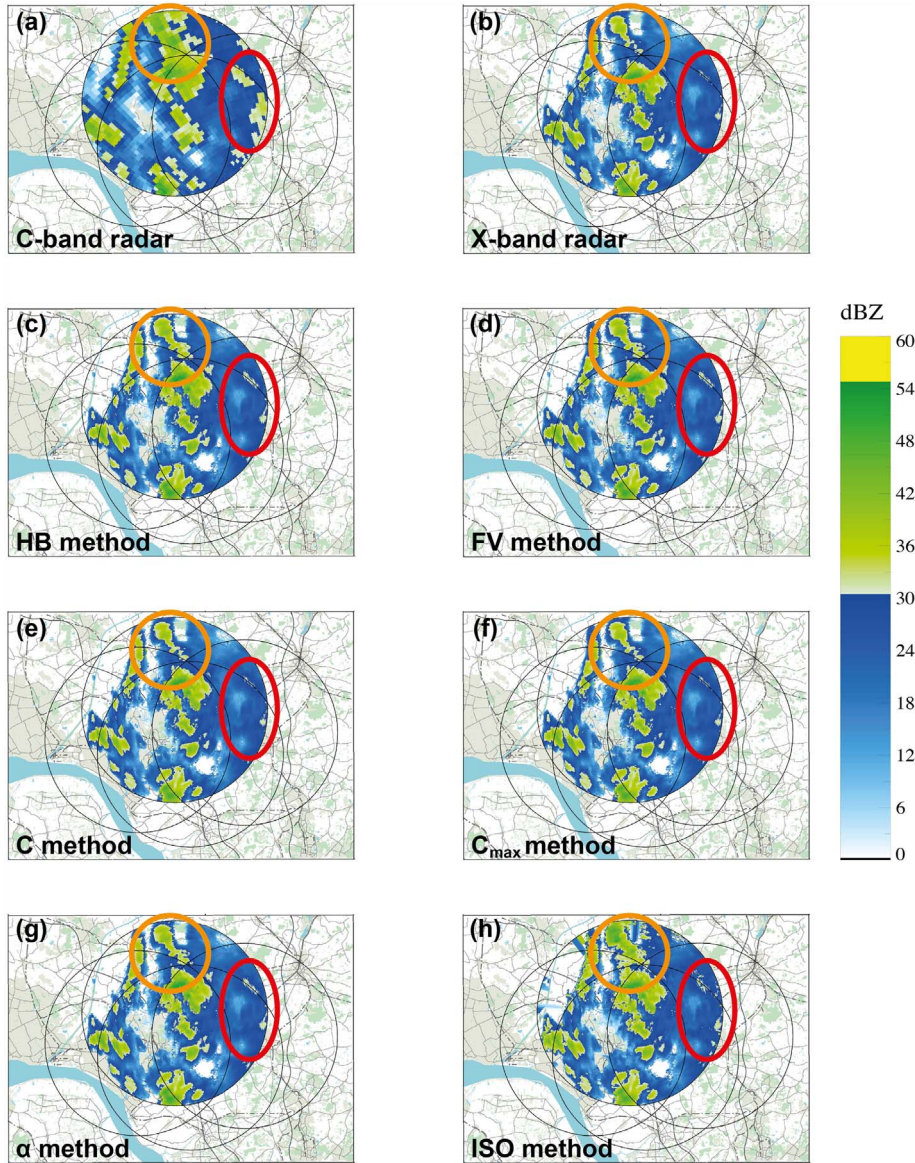 (a)
C-band radar
(b)
X-band radar
(c)
HB method
(d)
FV method
dBZ
60
54
48
42
36
30
24
18
12
6
0
(e)
C method
(f)
Cmax method
(g)
α method
(h)
ISO method